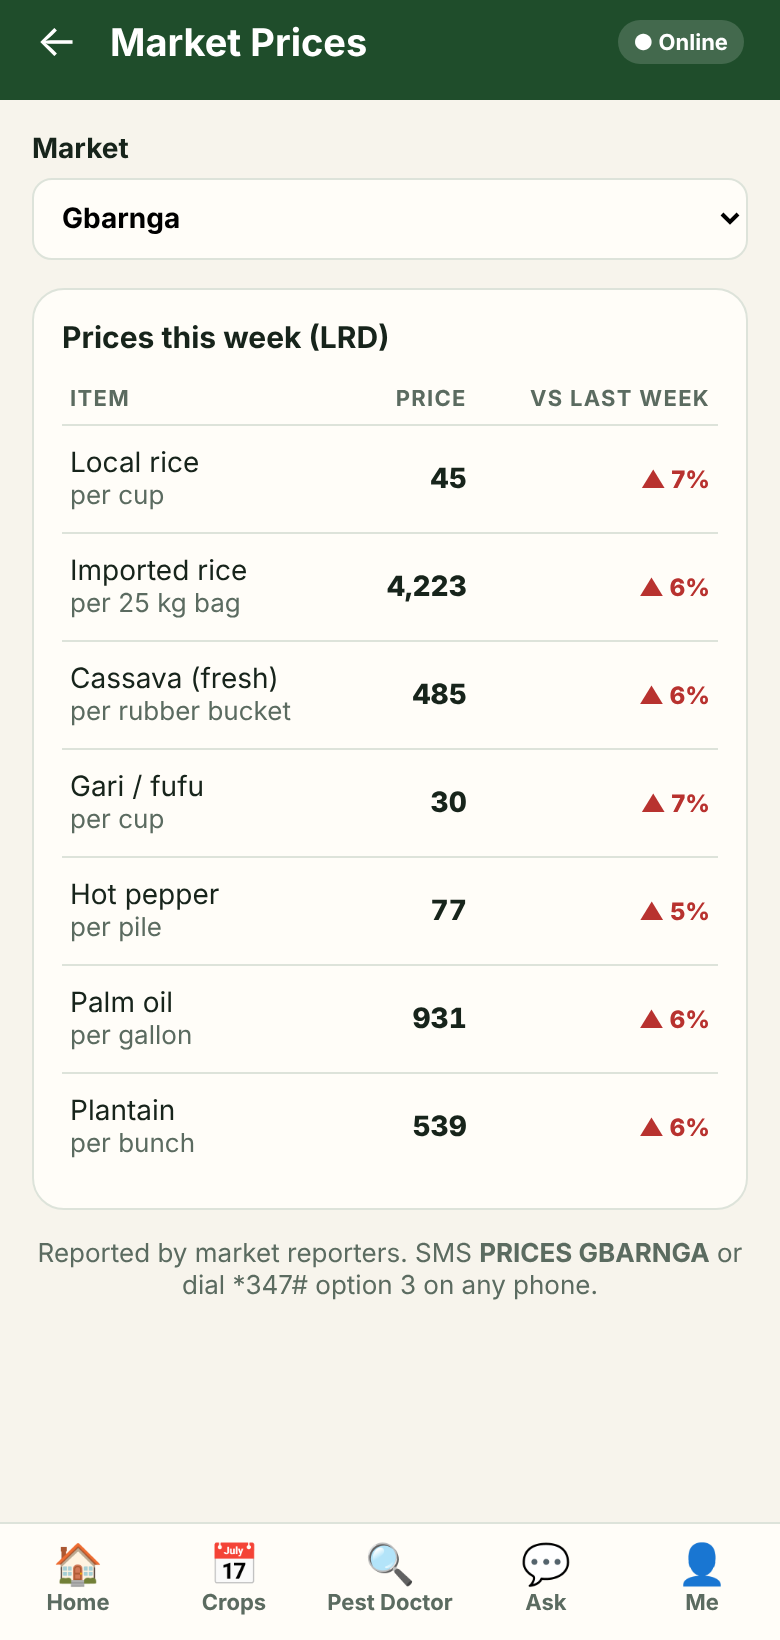 ← Market Prices
● Online
Market
Gbarnga
Prices this week (LRD)
ITEM PRICE VS LAST WEEK
Local rice
per cup
45 ▲ 7%
Imported rice
per 25 kg bag
4,223 ▲ 6%
Cassava (fresh)
per rubber bucket
485 ▲ 6%
Gari / fufu
per cup
30 ▲ 7%
Hot pepper
per pile
77 ▲ 5%
Palm oil
per gallon
931 ▲ 6%
Plantain
per bunch
539 ▲ 6%
Reported by market reporters. SMS PRICES GBARNGA or
dial *347# option 3 on any phone.
July
17
Home Crops Pest Doctor Ask Me